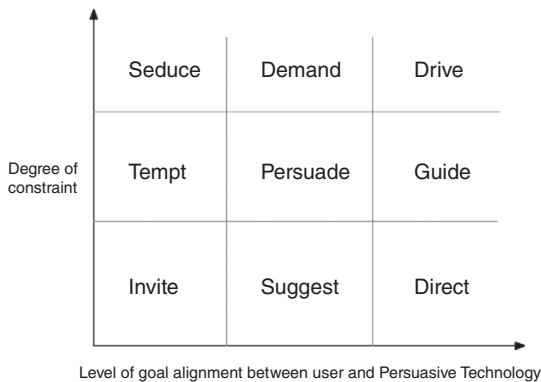 Seduce Demand Drive
Degree of
constraint
Tempt Persuade Guide
Invite Suggest Direct
Level of goal alignment between user and Persuasive Technology